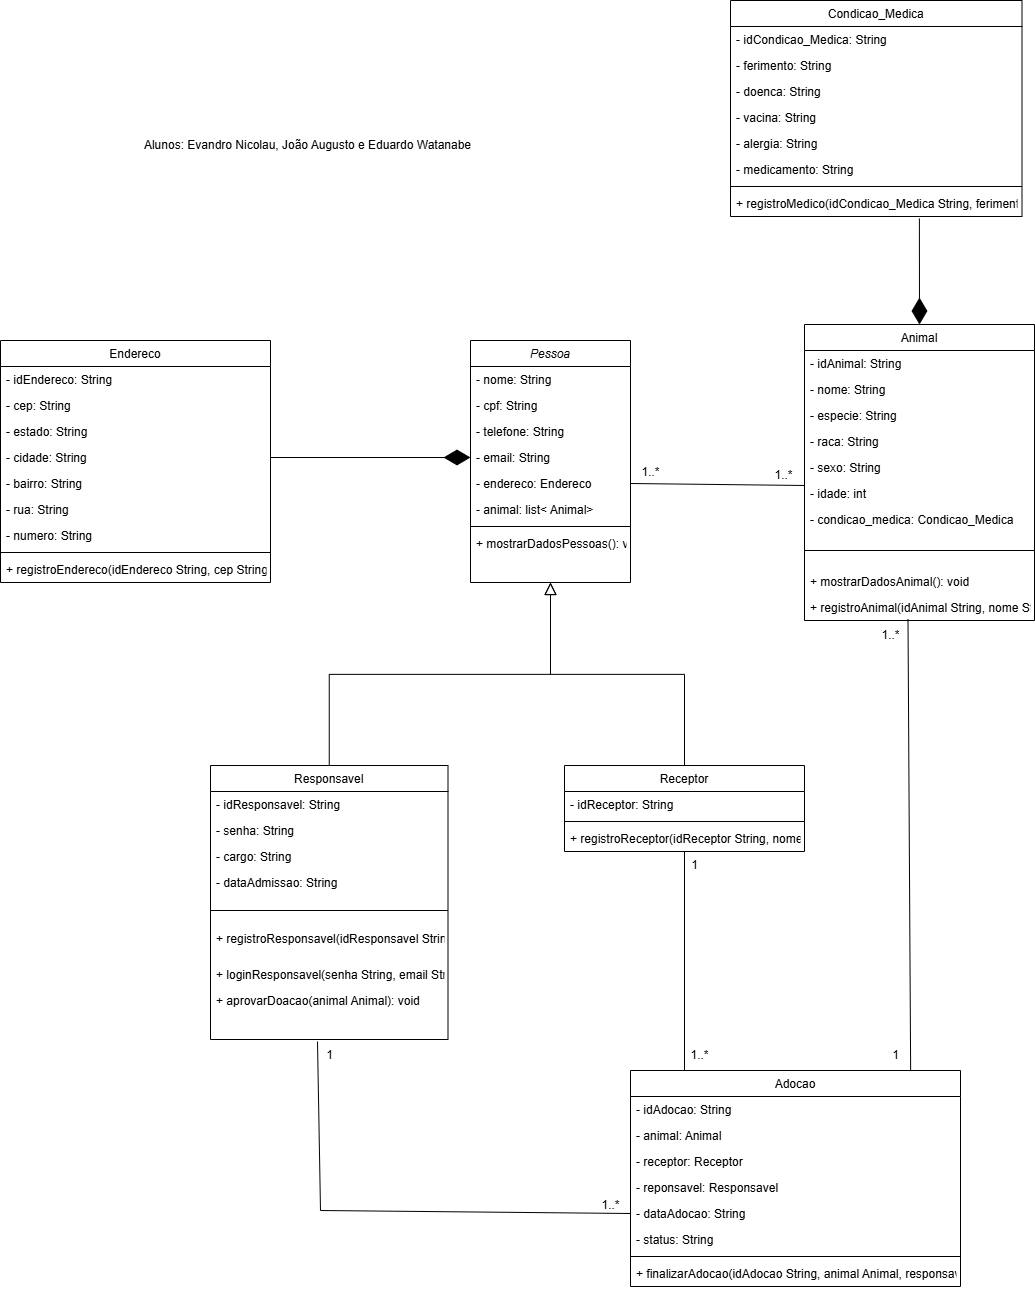 Condicao_Medica
- idCondicao_Medica: String
- ferimento: String
- doenca: String
- vacina: String
- alergia: String
- medicamento: String
+ registroMedico(idCondicao_Medica String, feriment
Alunos: Evandro Nicolau, João Augusto e Eduardo Watanabe
Endereco
- idEndereco: String
- cep: String
- estado: String
- cidade: String
- bairro: String
- rua: String
- numero: String
+ registroEndereco(idEndereco String, cep String
Pessoa
- nome: String
- cpf: String
- telefone: String
- email: String
- endereco: Endereco
- animal: list< Animal>
+ mostrarDadosPessoas(): v
1..*
1..*
Animal
- idAnimal: String
- nome: String
- especie: String
- raca: String
- sexo: String
- idade: int
- condicao_medica: Condicao_Medica
+ mostrarDadosAnimal(): void
+ registroAnimal(idAnimal String, nome S
1..*
Responsavel
- idResponsavel: String
- senha: String
- cargo: String
- dataAdmissao: String
+ registroResponsavel(idResponsavel Strin
+ loginResponsavel(senha String, email Str
+ aprovarDoacao(animal Animal): void
1
Receptor
- idReceptor: String
+ registroReceptor(idReceptor String, nome
1
1..*
1
1..*
Adocao
- idAdocao: String
- animal: Animal
- receptor: Receptor
- reponsavel: Responsavel
- dataAdocao: String
- status: String
+ finalizarAdocao(idAdocao String, animal Animal, responsav